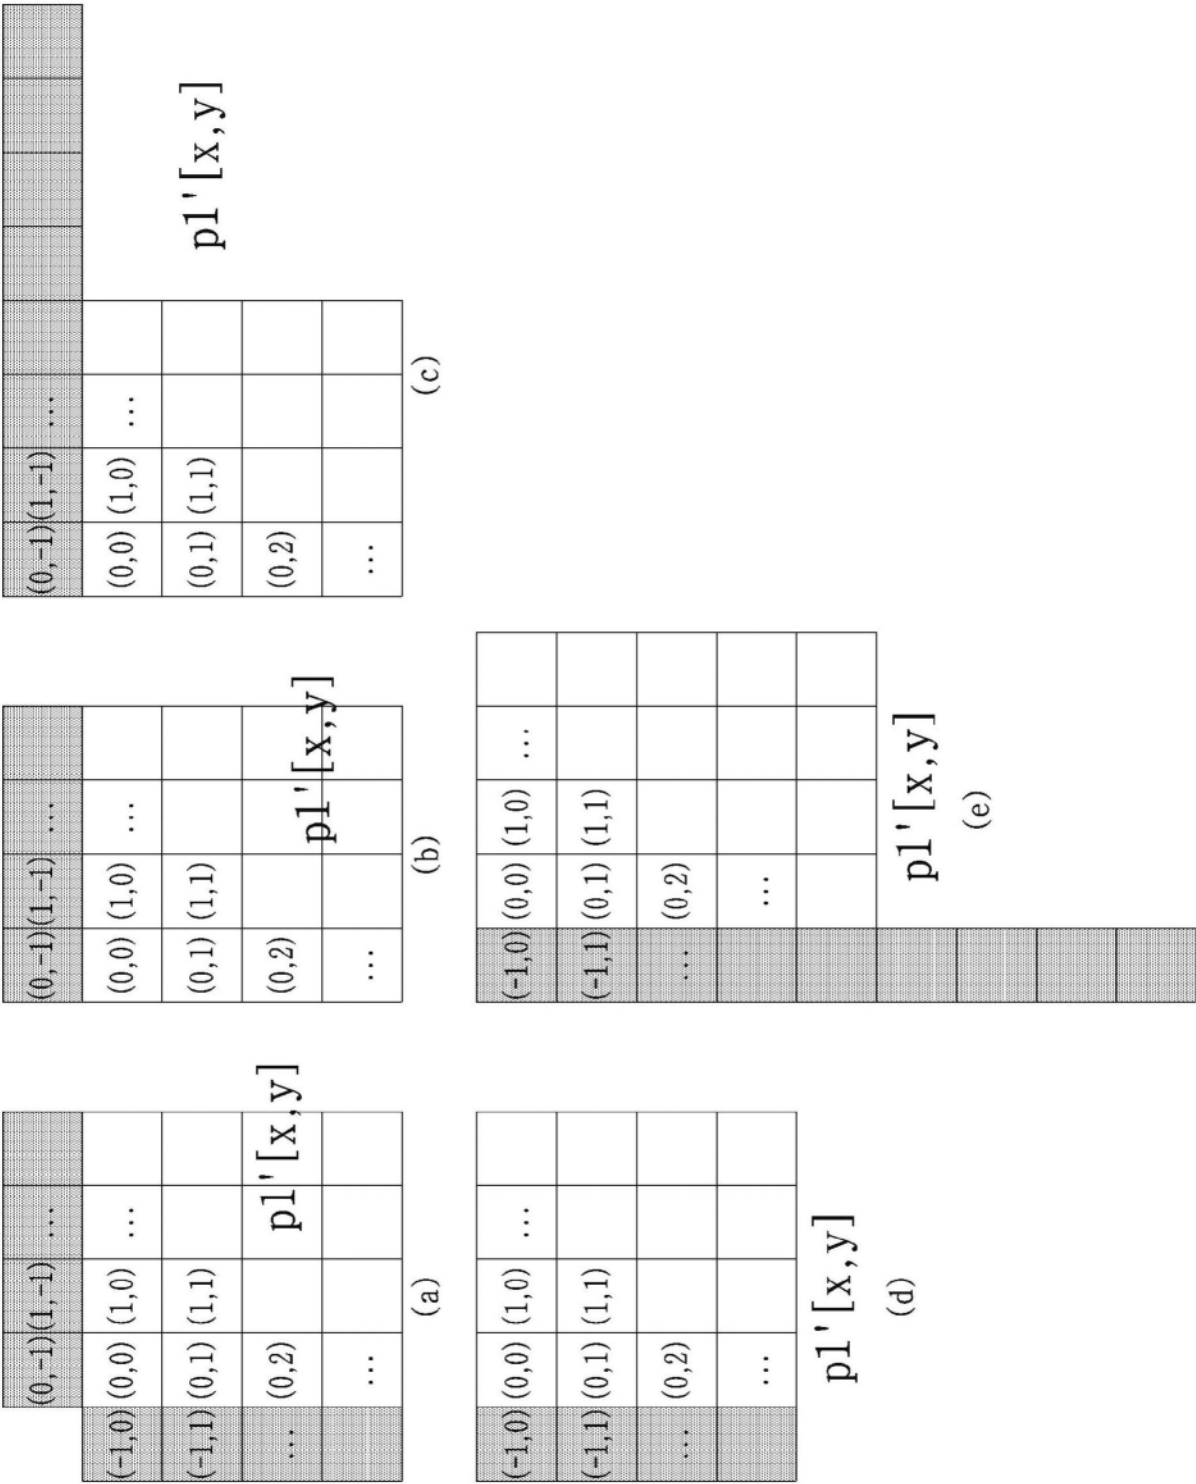 (0,-1)(1,-1) ...
(-1,0)(0,0)(1,0) ...
(-1,1)(0,1)(1,1)
... (0,2) p1'[x,y]
...
(a)
(0,-1)(1,-1) ...
(0,0)(1,0) ...
(0,1)(1,1)
(0,2) p1'[x,y]
...
(b)
(0,-1)(1,-1) ...
(0,0)(1,0) ...
(0,1)(1,1) p1'[x,y]
(0,2)
...
(c)
(-1,0)(0,0)(1,0) ...
(-1,1)(0,1)(1,1)
... (0,2)
...
p1'[x,y]
(d)
(-1,0)(0,0)(1,0) ...
(-1,1)(0,1)(1,1)
... (0,2)
...
p1'[x,y]
(e)